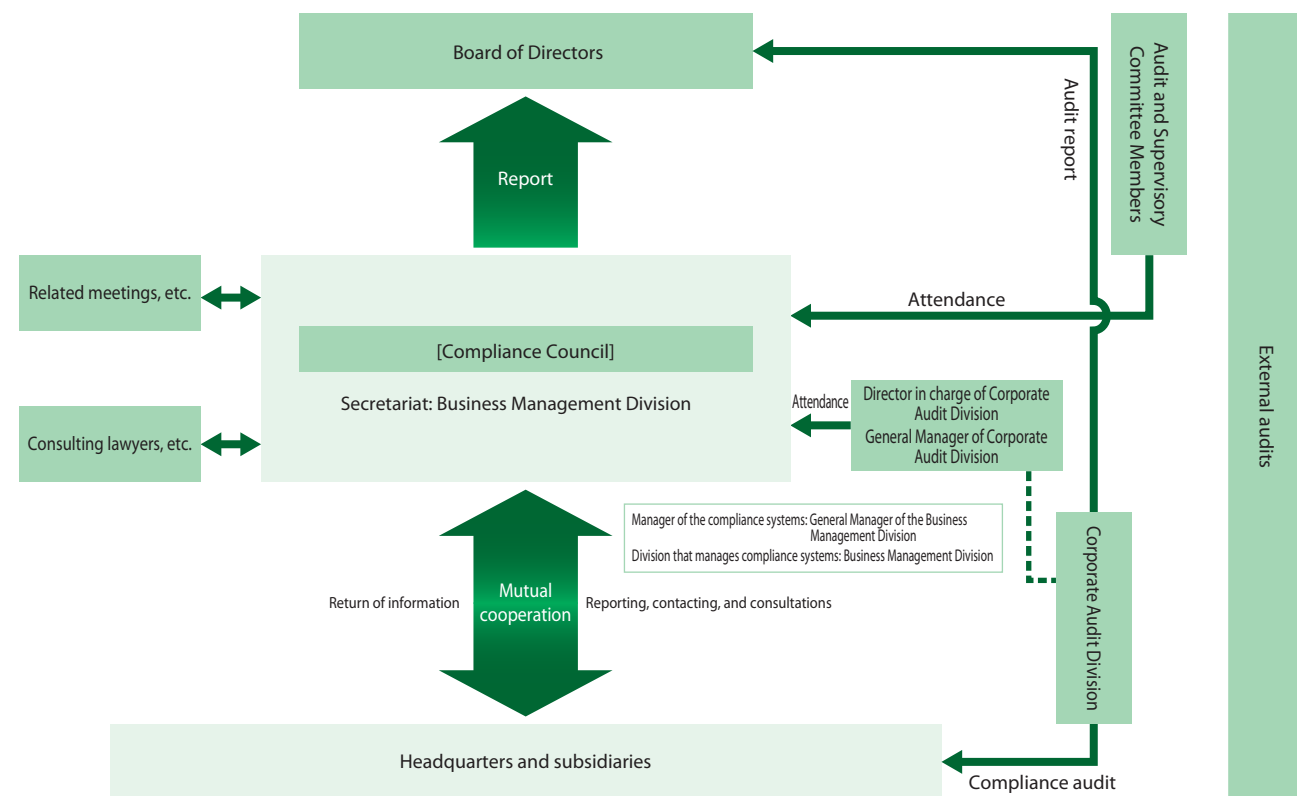 Board of Directors
Audit report
Audit and Supervisory
Committee Members
External audits
Report
Related meetings, etc.
Attendance
[Compliance Council]
Secretariat: Business Management Division
Consulting lawyers, etc.
Attendance
Director in charge of Corporate
Audit Division
General Manager of Corporate
Audit Division
Manager of the compliance systems: General Manager of the Business
Management Division
Division that manages compliance systems: Business Management Division
Corporate Audit Division
Return of information
Mutual
cooperation
Reporting, contacting, and consultations
Headquarters and subsidiaries
Compliance audit